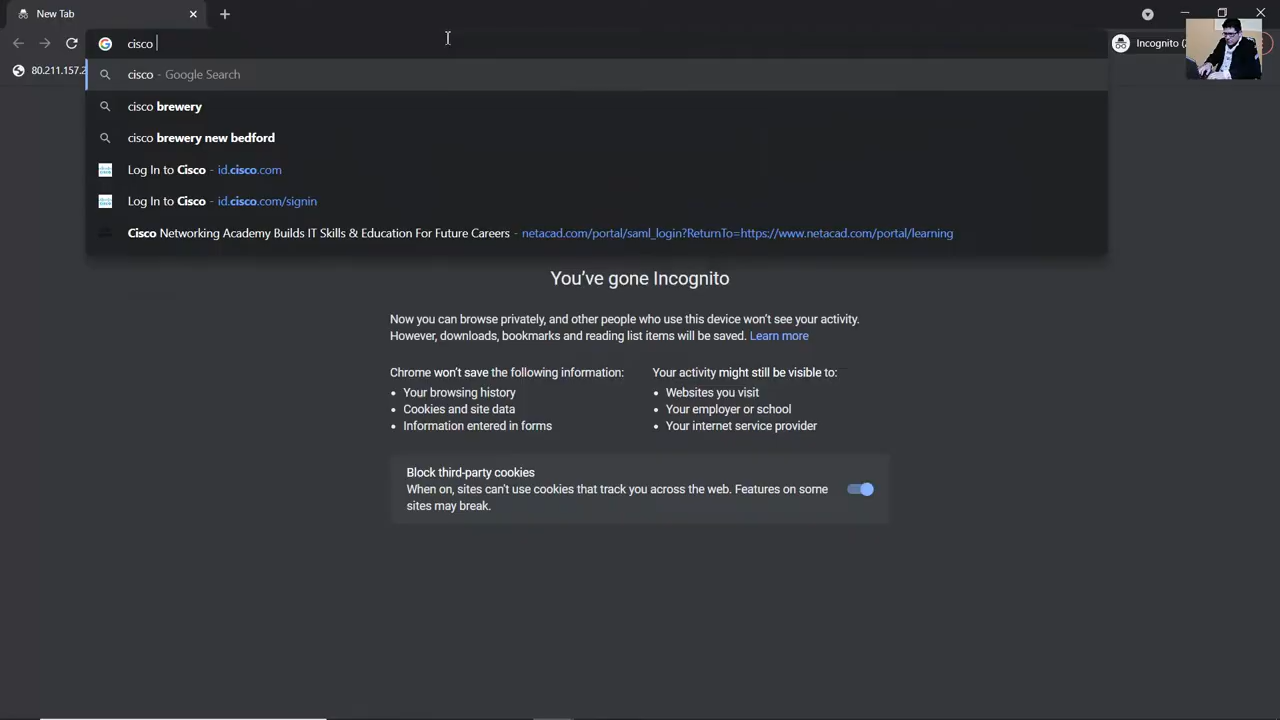 New Tab
cisco
Incognito (
80.211.157.2
cisco - Google Search
cisco brewery
cisco brewery new bedford
Log In to Cisco - id.cisco.com
Log In to Cisco - id.cisco.com/signin
Cisco Networking Academy Builds IT Skills & Education For Future Careers - netacad.com/portal/saml_login?ReturnTo=https://www.netacad.com/portal/learning
You've gone Incognito
Now you can browse privately, and other people who use this device won't see your activity.
However, downloads, bookmarks and reading list items will be saved. Learn more
Chrome won't save the following information:
• Your browsing history
• Cookies and site data
• Information entered in forms
Your activity might still be visible to:
• Websites you visit
• Your employer or school
• Your internet service provider
Block third-party cookies
When on, sites can't use cookies that track you across the web. Features on some
sites may break.